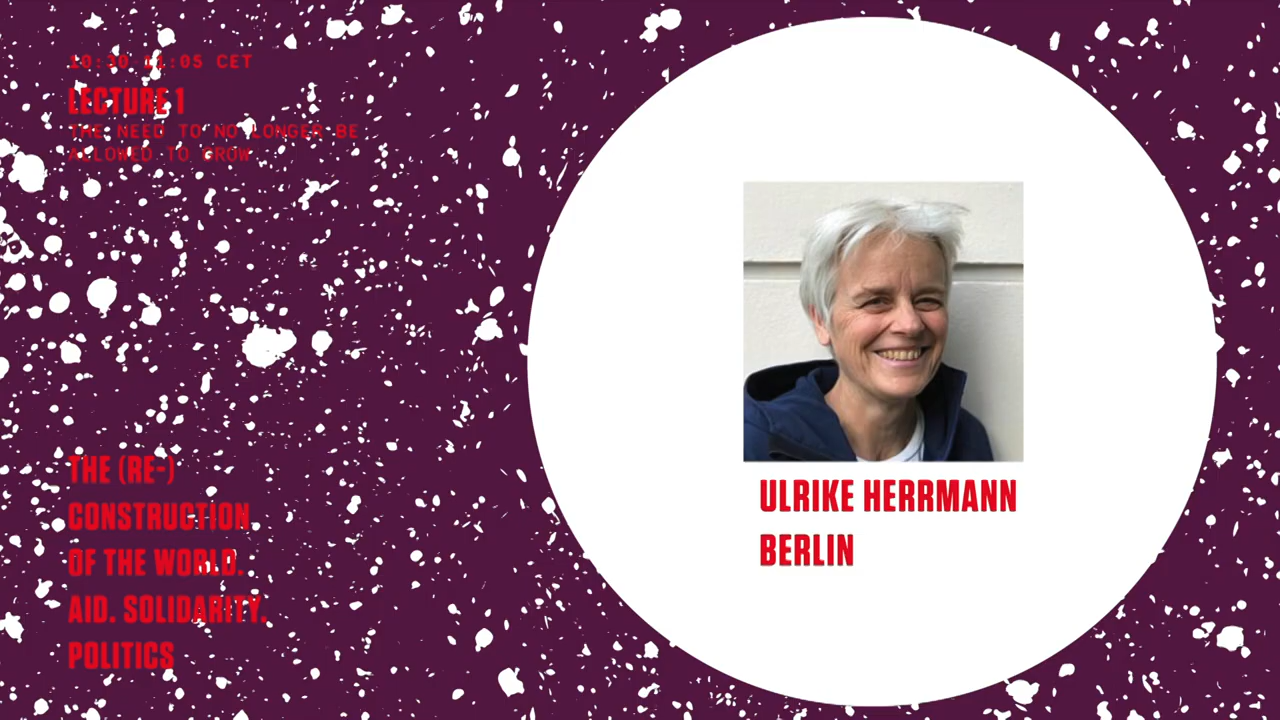 10:30-11:05 CET
LECTURE 1
THE NEED TO NO LONGER BE
ALLOWED TO GROW
THE (RE-)
CONSTRUCTION
OF THE WORLD.
AID. SOLIDARITY.
POLITICS
ULRIKE HERRMANN
BERLIN